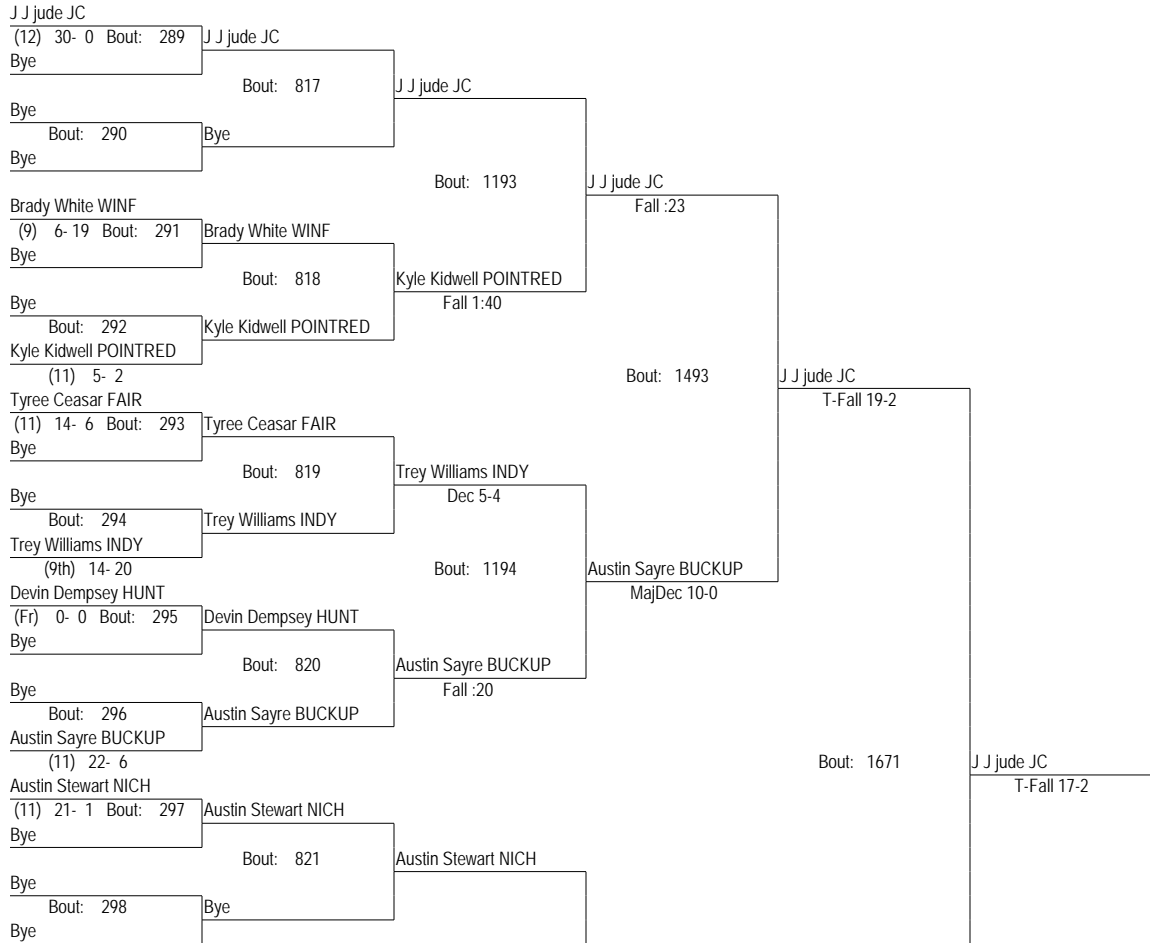 J J jude JC
(12) 30- 0 Bout: 289 J J jude JC
Bye
Bout: 817 J J jude JC
Bye
Bout: 290 Bye
Bye
Bout: 1193 J J jude JC
Fall :23
Brady White WINF
(9) 6- 19 Bout: 291 Brady White WINF
Bye
Bout: 818 Kyle Kidwell POINTRED
Bye Fall 1:40
Bout: 292 Kyle Kidwell POINTRED
Kyle Kidwell POINTRED
(11) 5- 2 Bout: 1493 J J jude JC
Tyree Ceasar FAIR T-Fall 19-2
(11) 14- 6 Bout: 293 Tyree Ceasar FAIR
Bye
Bout: 819 Trey Williams INDY
Bye Dec 5-4
Bout: 294 Trey Williams INDY
Trey Williams INDY
(9th) 14- 20 Bout: 1194 Austin Sayre BUCKUP
Devin Dempsey HUNT MajDec 10-0
(Fr) 0- 0 Bout: 295 Devin Dempsey HUNT
Bye
Bout: 820 Austin Sayre BUCKUP
Bye Fall :20
Bout: 296 Austin Sayre BUCKUP
Austin Sayre BUCKUP
(11) 22- 6 Bout: 1671 J J jude JC
Austin Stewart NICH T-Fall 17-2
(11) 21- 1 Bout: 297 Austin Stewart NICH
Bye
Bout: 821 Austin Stewart NICH
Bye
Bout: 298 Bye
Bye